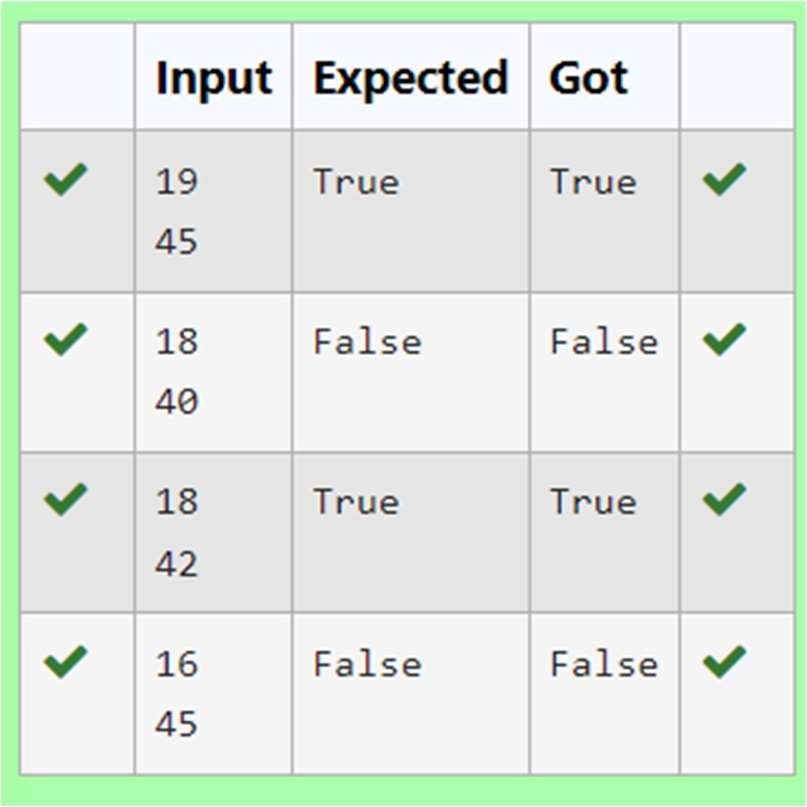 Input Expected Got
19 True True
45
18 False False
40
18 True True
42
16 False False
45